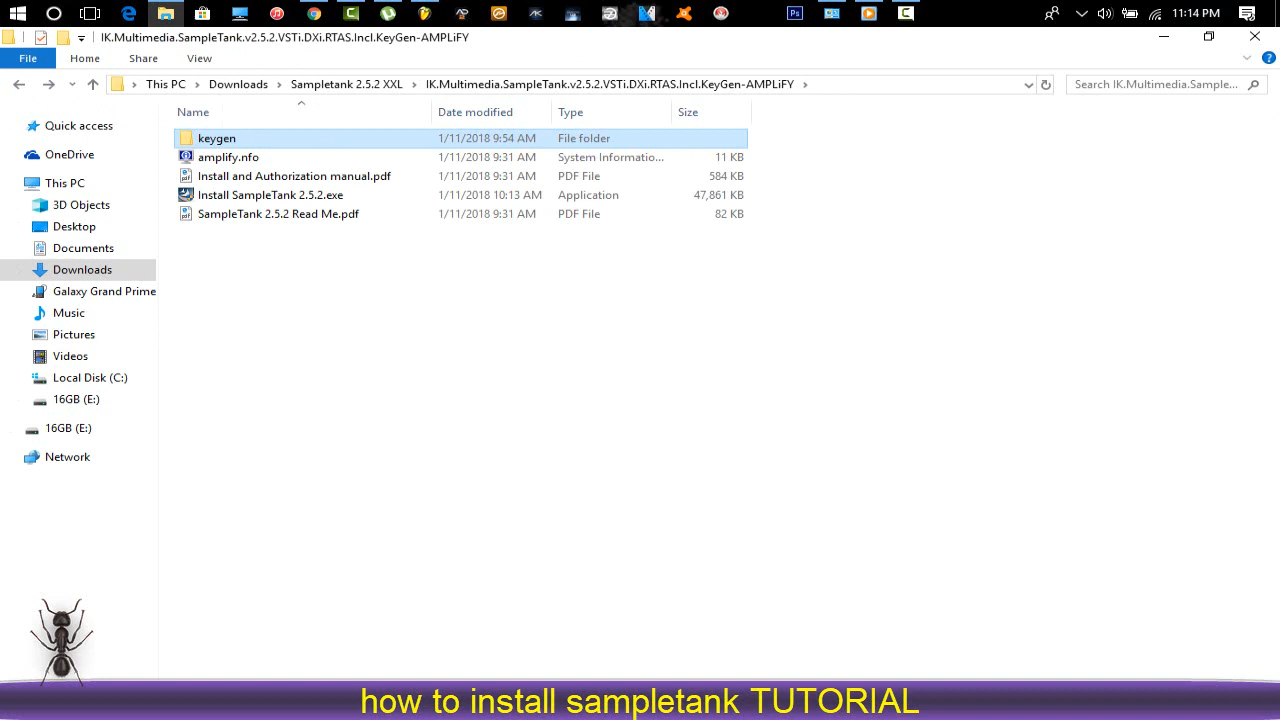 11:14 PM
IK.Multimedia.SampleTank.v2.5.2.VSTi.DXi.RTAS.Incl.KeyGen-AMPLiFY
File Home Share View
This PC Downloads Sampletank 2.5.2 XXL IK.Multimedia.SampleTank.v2.5.2.VSTi.DXi.RTAS.Incl.KeyGen-AMPLiFY Search IK.Multimedia.Sample...
Name Date modified Type Size
Quick access
OneDrive
This PC
3D Objects
Desktop
Documents
Downloads
Galaxy Grand Prime
Music
Pictures
Videos
Local Disk (C:)
16GB (E:)
16GB (E:)
Network
keygen 1/11/2018 9:54 AM File folder
amplify.nfo 1/11/2018 9:31 AM System Informatio... 11 KB
Install and Authorization manual.pdf 1/11/2018 9:31 AM PDF File 584 KB
Install SampleTank 2.5.2.exe 1/11/2018 10:13 AM Application 47,861 KB
SampleTank 2.5.2 Read Me.pdf 1/11/2018 9:31 AM PDF File 82 KB
how to install sampletank TUTORIAL